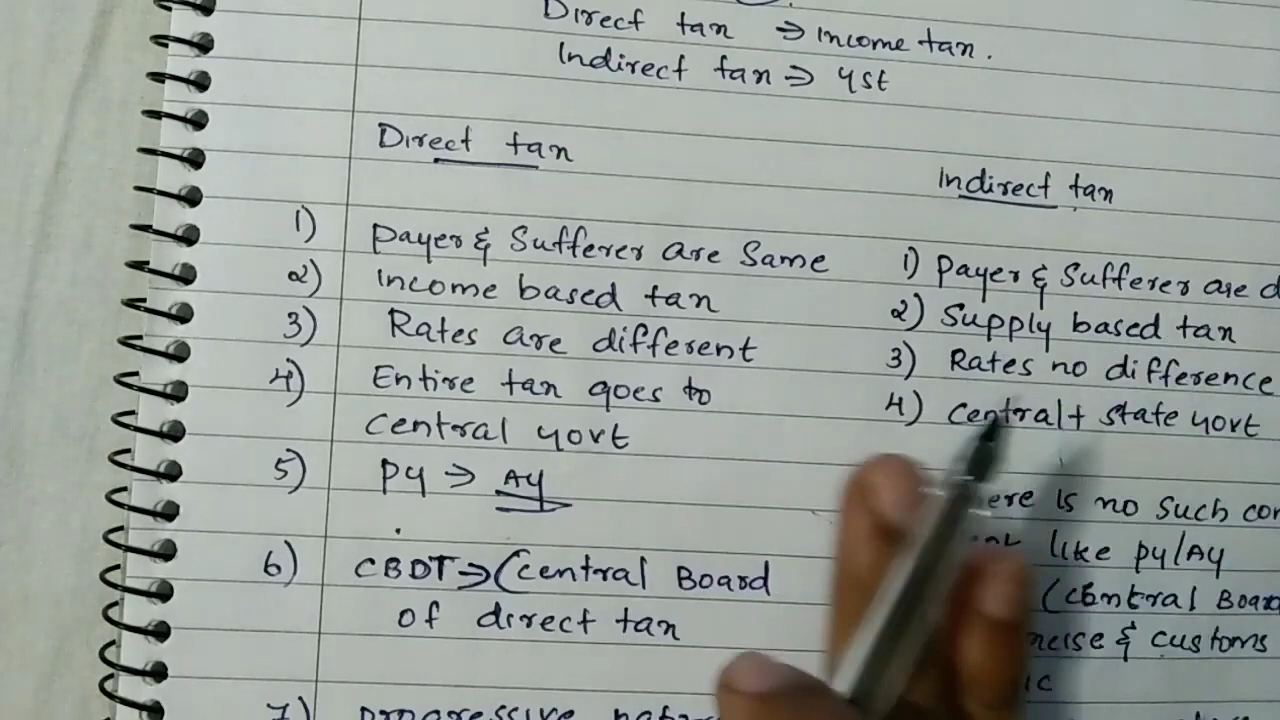 Direct tax → Income tax.
Indirect tax ⇒ GST
Direct tax
Indirect tax
1) Payer & Sufferer are Same
2) Income based tax
3) Rates are different
4) Entire tax goes to
central govt
5) PY → AY
6) CBDT ⇒ (Central Board
of direct tax
7) progressive
1) Payer & Sufferer are
2) Supply based tax
3) Rates no difference
4) Central + state govt
is no such
like PY/AY
(Central Board
& customs